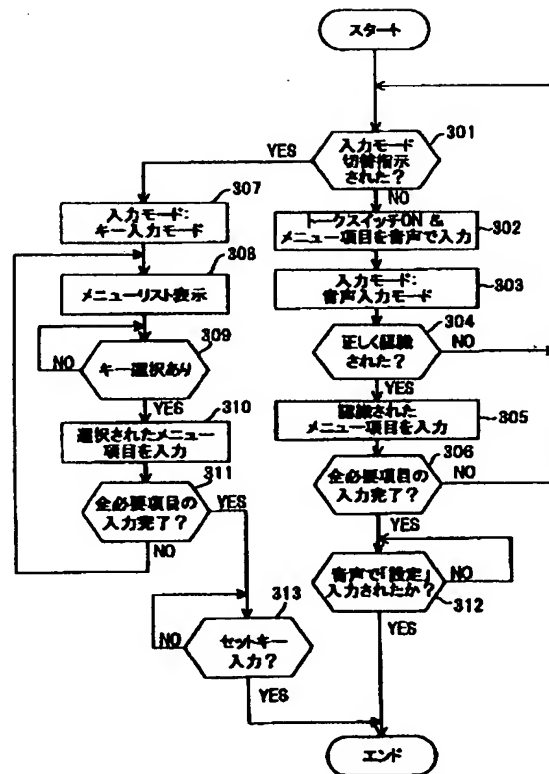 スタート
301
入力モード
切替指示
された?
YES
NO
307
入力モード:
キー入力モード
トークスイッチON &
メニュー項目を音声で入力
302
308
メニューリスト表示
入力モード:
音声入力モード
303
309
キー選択あり
NO
YES
304
正しく認識
された?
NO
YES
310
選択されたメニュー
項目を入力
認識された
メニュー項目を入力
305
311
全必要項目の
入力完了?
YES
NO
306
全必要項目の
入力完了?
NO
YES
音声で「設定」
入力されたか?
NO
312
YES
313
セットキー
入力?
NO
YES
エンド